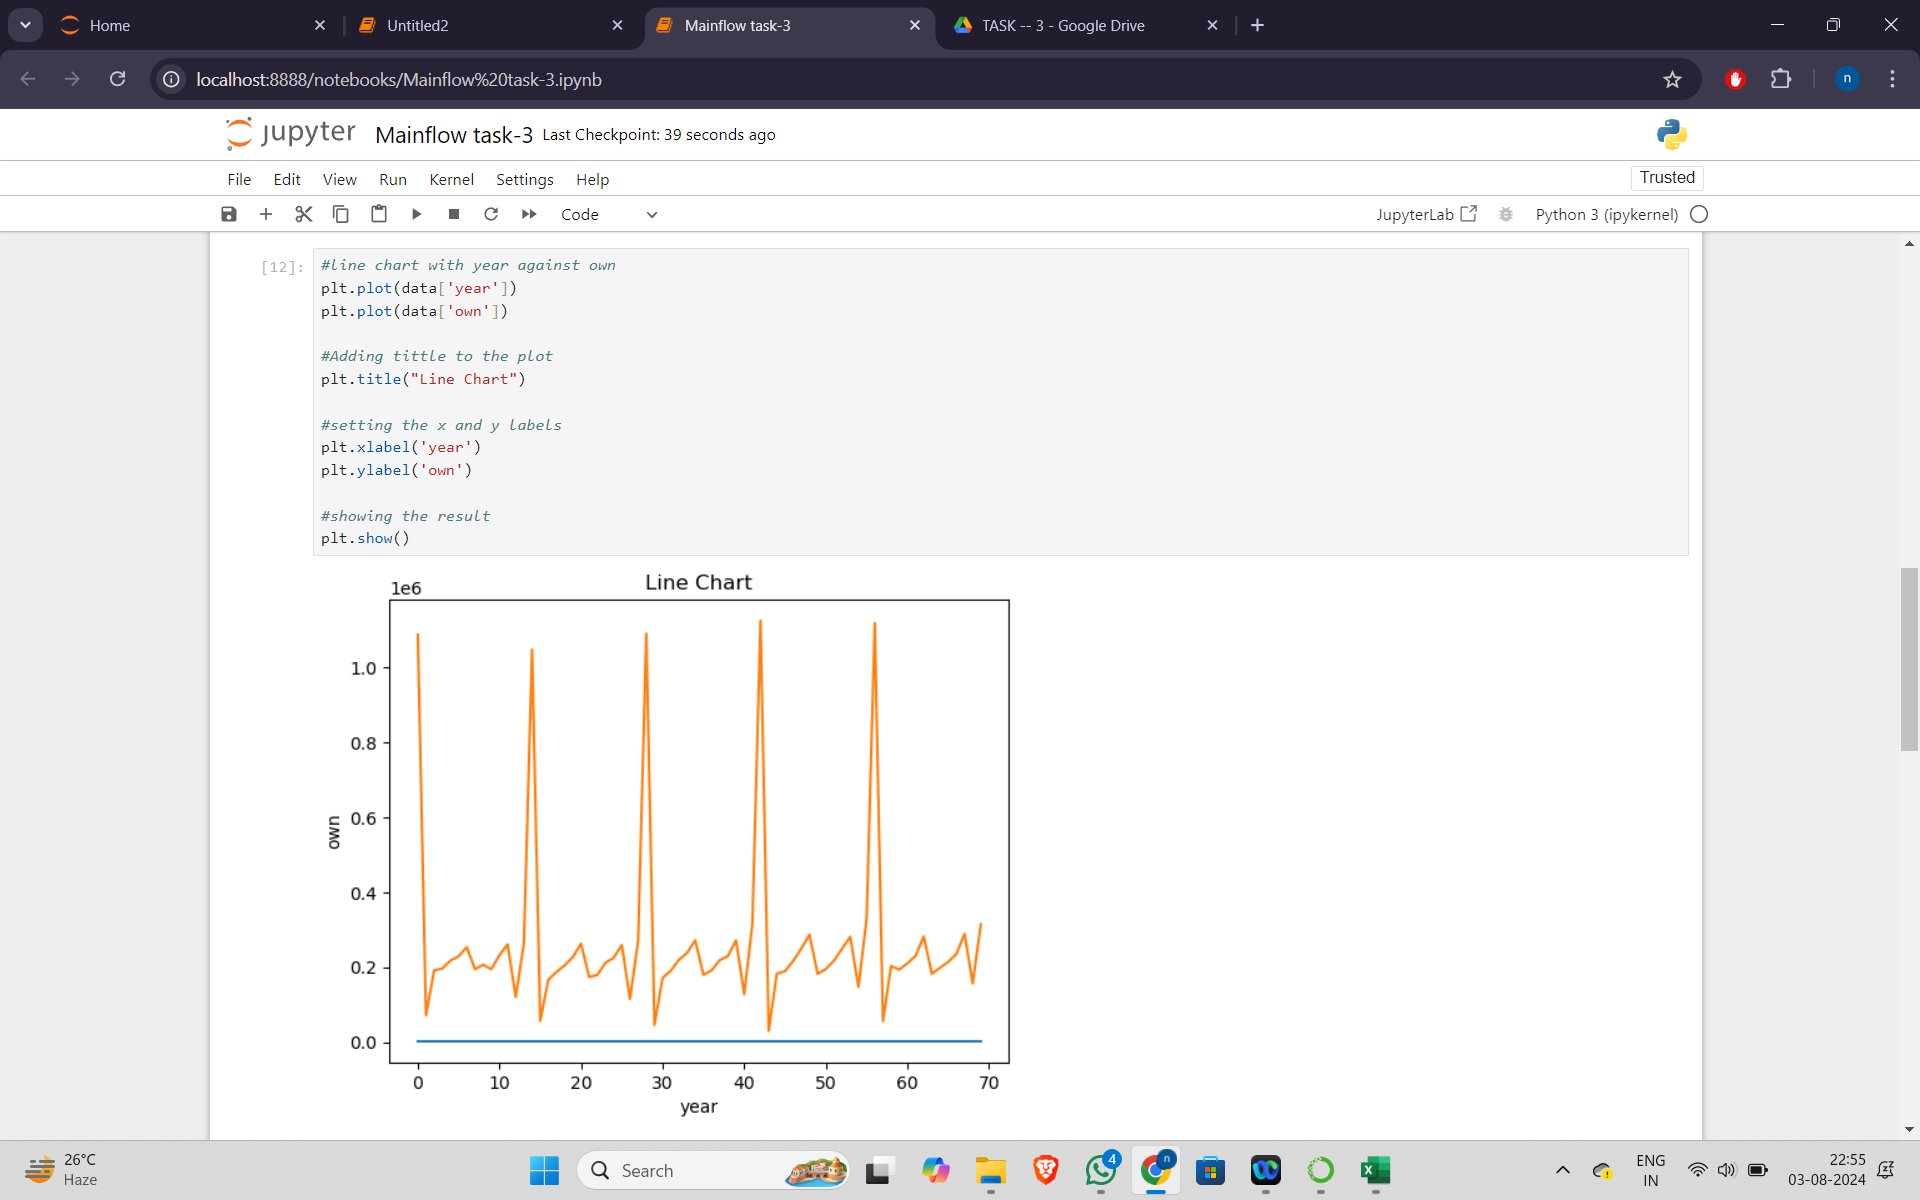 Home
Untitled2
Mainflow task-3
TASK -- 3 - Google Drive
localhost:8888/notebooks/Mainflow%20task-3.ipynb
n
jupyter Mainflow task-3 Last Checkpoint: 39 seconds ago
File Edit View Run Kernel Settings Help
Trusted
Code
JupyterLab
Python 3 (ipykernel)
[12]:
#line chart with year against own
plt.plot(data['year'])
plt.plot(data['own'])
#Adding tittle to the plot
plt.title("Line Chart")
#setting the x and y labels
plt.xlabel('year')
plt.ylabel('own')
#showing the result
plt.show()
Line Chart
1e6
1.0
0.8
0.6
0.4
0.2
0.0
own
0 10 20 30 40 50 60 70
year
26°C
Haze
Search
4
n
ENG
IN
22:55
03-08-2024